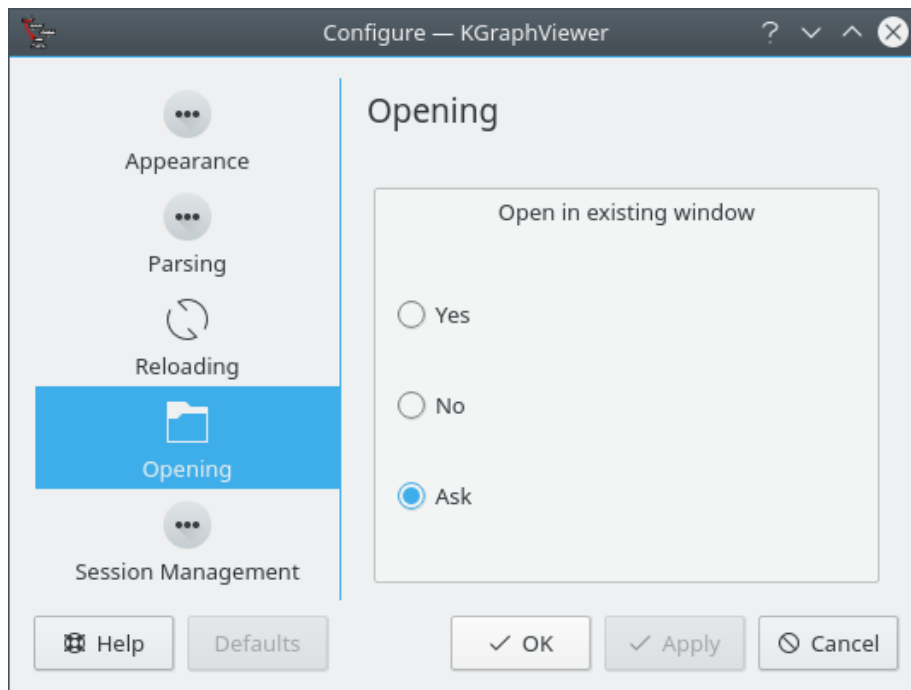 Configure — KGraphViewer
Appearance
Parsing
Reloading
Opening
Session Management
Opening
Open in existing window
Yes
No
Ask
Help
Defaults
OK
Apply
Cancel